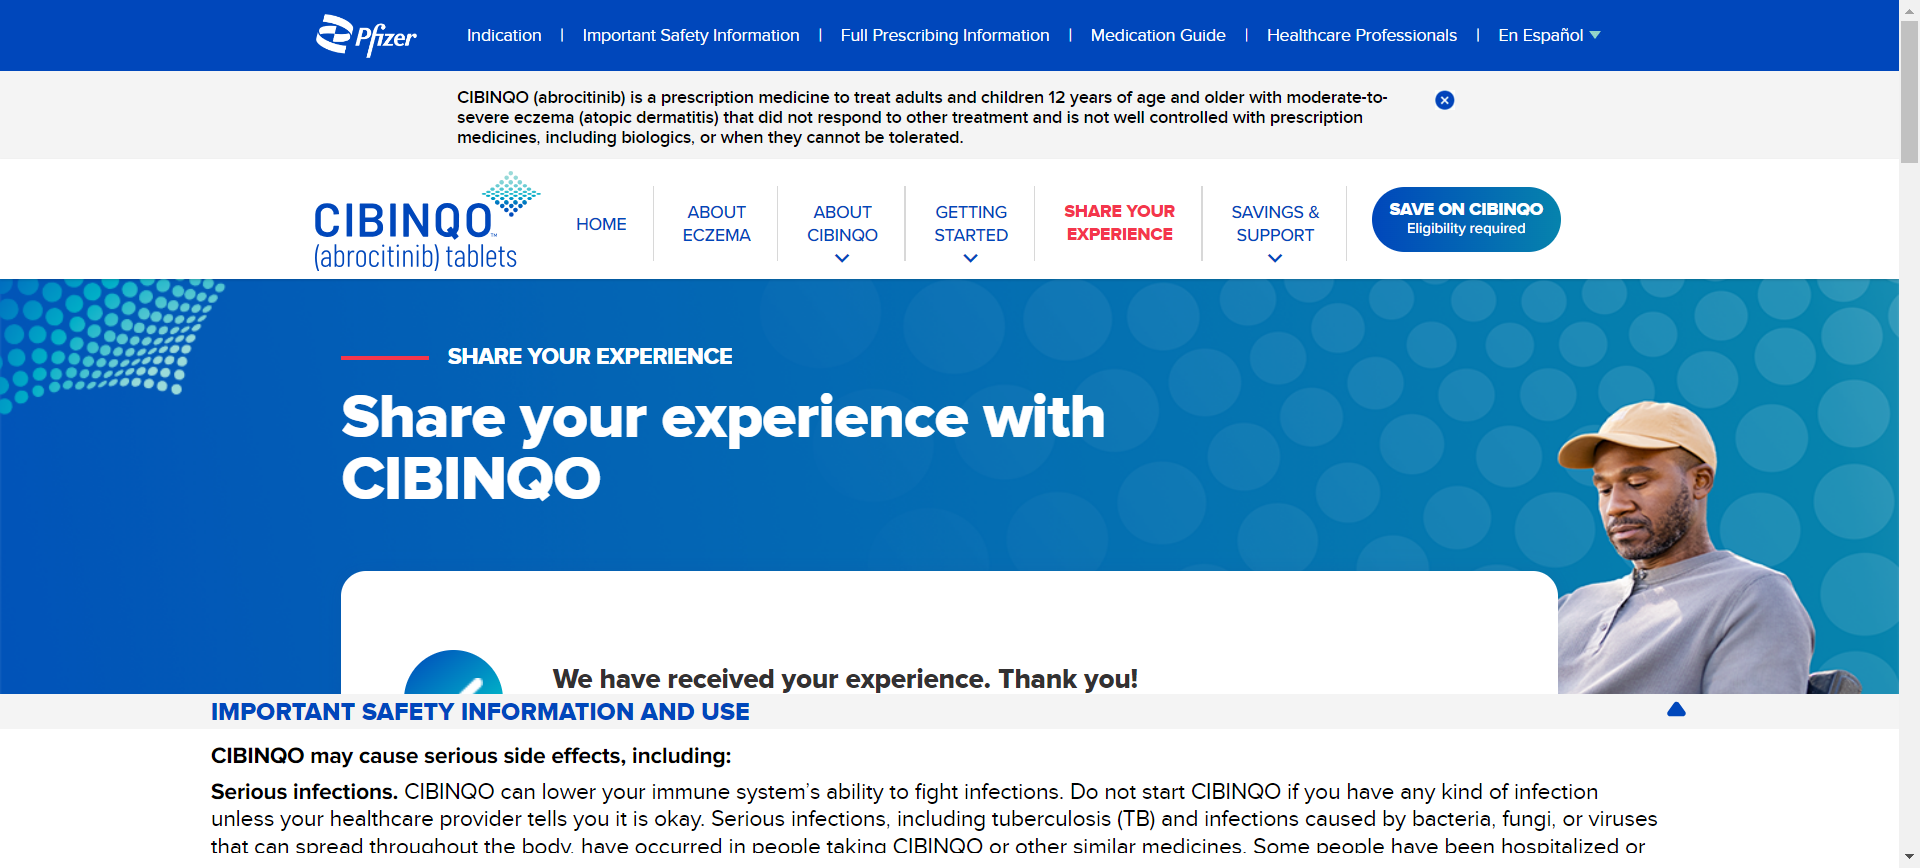 Pfizer
Indication | Important Safety Information | Full Prescribing Information | Medication Guide | Healthcare Professionals | En Español
CIBINQO (abrocitinib) is a prescription medicine to treat adults and children 12 years of age and older with moderate-to-
severe eczema (atopic dermatitis) that did not respond to other treatment and is not well controlled with prescription
medicines, including biologics, or when they cannot be tolerated.
CIBINQO™
(abrocitinib) tablets
HOME
ABOUT
ECZEMA
ABOUT
CIBINQO
GETTING
STARTED
SHARE YOUR
EXPERIENCE
SAVINGS &
SUPPORT
SAVE ON CIBINQO
Eligibility required
SHARE YOUR EXPERIENCE
Share your experience with
CIBINQO
We have received your experience. Thank you!
IMPORTANT SAFETY INFORMATION AND USE
CIBINQO may cause serious side effects, including:
Serious infections. CIBINQO can lower your immune system's ability to fight infections. Do not start CIBINQO if you have any kind of infection
unless your healthcare provider tells you it is okay. Serious infections, including tuberculosis (TB) and infections caused by bacteria, fungi, or viruses
that can spread throughout the body, have occurred in people taking CIBINQO or other similar medicines. Some people have been hospitalized or